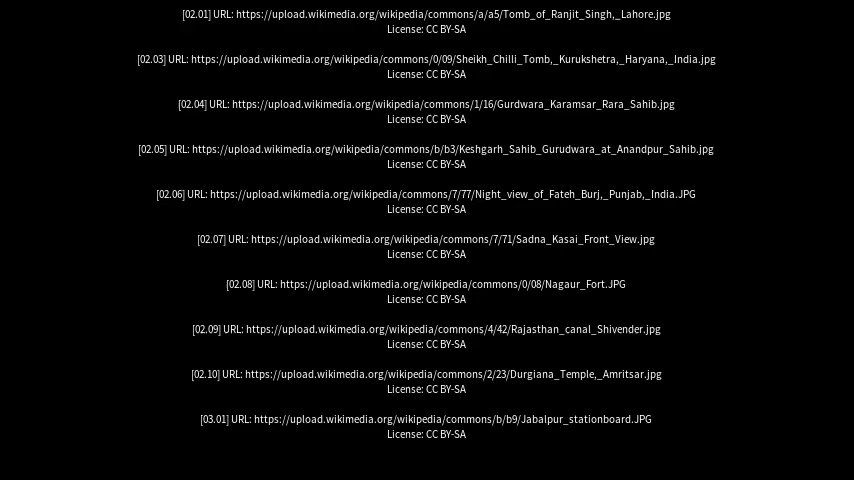 [02.01] URL: https://upload.wikimedia.org/wikipedia/commons/a/a5/Tomb_of_Ranjit_Singh,_Lahore.jpg
License: CC BY-SA
[02.03] URL: https://upload.wikimedia.org/wikipedia/commons/0/09/Sheikh_Chilli_Tomb,_Kurukshetra,_Haryana,_India.jpg
License: CC BY-SA
[02.04] URL: https://upload.wikimedia.org/wikipedia/commons/1/16/Gurdwara_Karamsar_Rara_Sahib.jpg
License: CC BY-SA
[02.05] URL: https://upload.wikimedia.org/wikipedia/commons/b/b3/Keshgarh_Sahib_Gurudwara_at_Anandpur_Sahib.jpg
License: CC BY-SA
[02.06] URL: https://upload.wikimedia.org/wikipedia/commons/7/77/Night_view_of_Fateh_Burj,_Punjab,_India.JPG
License: CC BY-SA
[02.07] URL: https://upload.wikimedia.org/wikipedia/commons/7/71/Sadna_Kasai_Front_View.jpg
License: CC BY-SA
[02.08] URL: https://upload.wikimedia.org/wikipedia/commons/0/08/Nagaur_Fort.JPG
License: CC BY-SA
[02.09] URL: https://upload.wikimedia.org/wikipedia/commons/4/42/Rajasthan_canal_Shivender.jpg
License: CC BY-SA
[02.10] URL: https://upload.wikimedia.org/wikipedia/commons/2/23/Durgiana_Temple,_Amritsar.jpg
License: CC BY-SA
[03.01] URL: https://upload.wikimedia.org/wikipedia/commons/b/b9/Jabalpur_stationboard.JPG
License: CC BY-SA